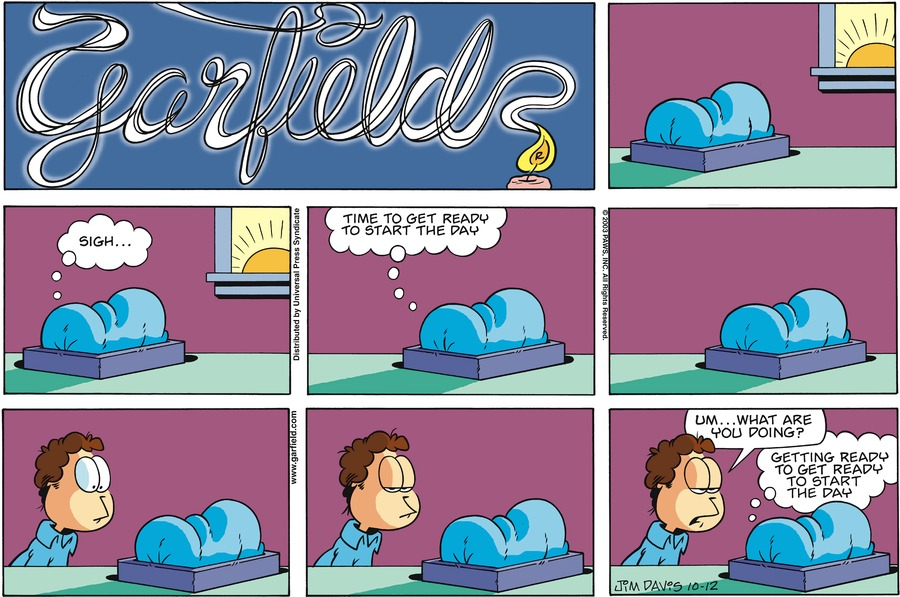 Garfield
R
SIGH...
Distributed by Universal Press Syndicate
TIME TO GET READY
TO START THE DAY
© 2003 PAWS, INC. All Rights Reserved.
www.garfield.com
UM...WHAT ARE
YOU DOING?
GETTING READY
TO GET READY
TO START
THE DAY
JIM DAVIS 10-12